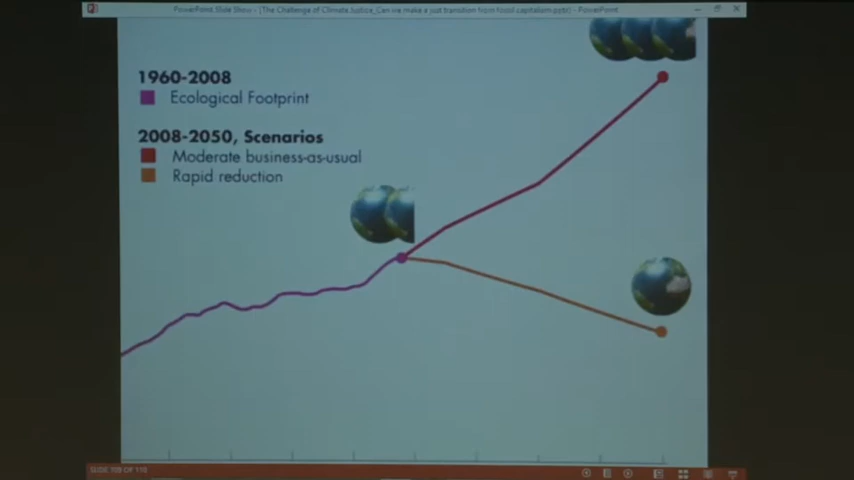 PowerPoint Slide Show - [The Challenge of Climate Justice_Can we make a just transition from fossil capitalism.pptx] - PowerPoint
1960-2008
Ecological Footprint
2008-2050, Scenarios
Moderate business-as-usual
Rapid reduction
SLIDE 109 OF 110